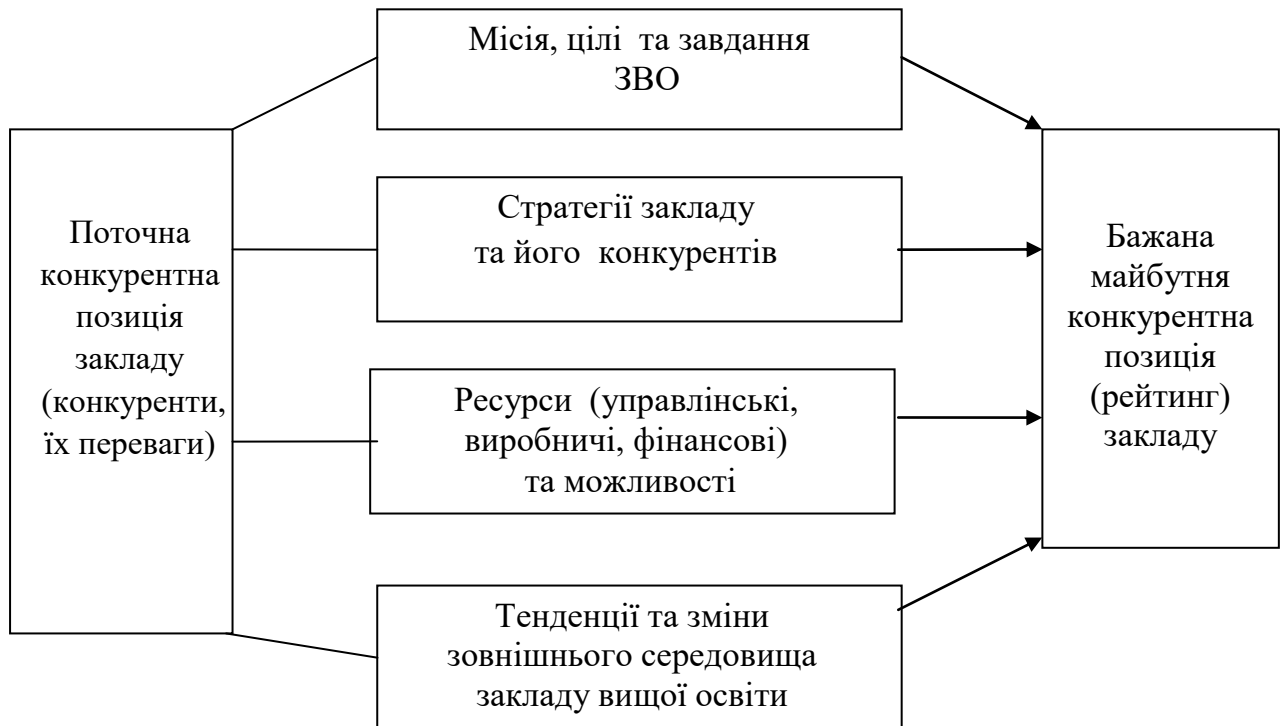 Місія, цілі та завдання
ЗВО
Поточна
конкурентна
позиція
закладу
(конкуренти,
їх переваги)
Стратегії закладу
та його конкурентів
Ресурси (управлінські,
виробничі, фінансові)
та можливості
Тенденції та зміни
зовнішнього середовища
закладу вищої освіти
Бажана
майбутня
конкурентна
позиція
(рейтинг)
закладу